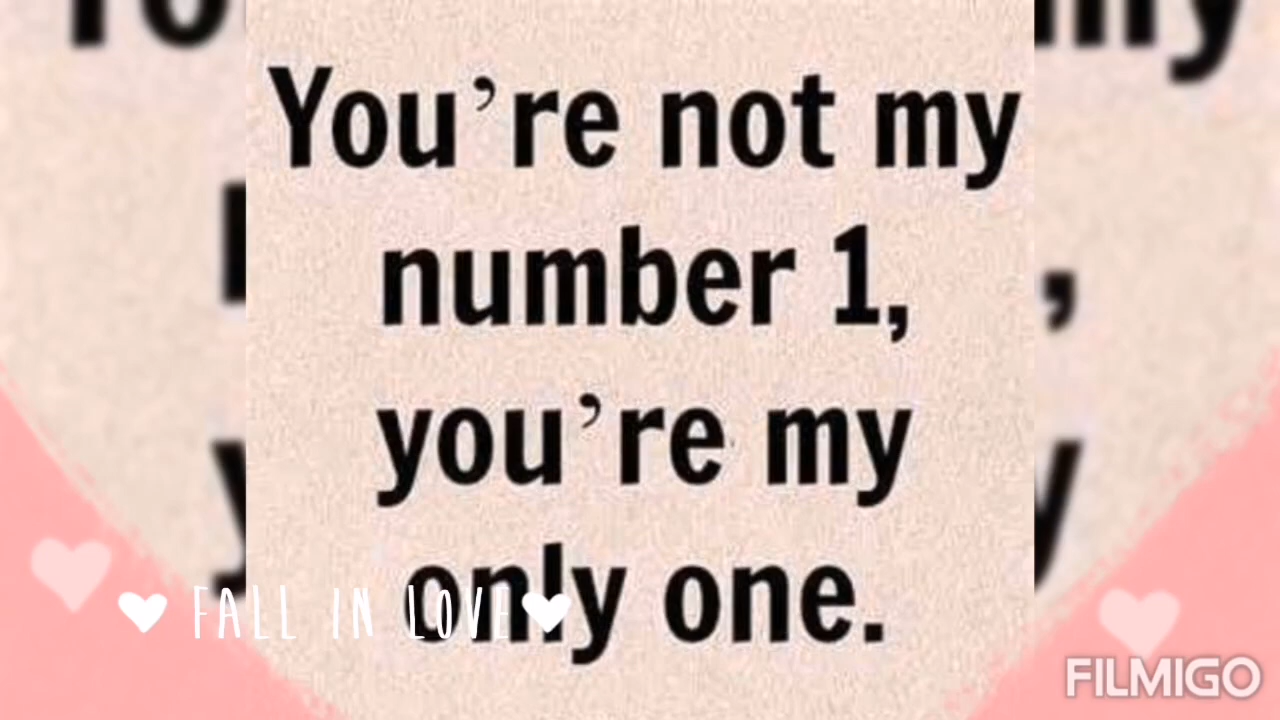 You’re not my
number 1,
you’re my
only one.
FALL IN LOVE
FILMIGO